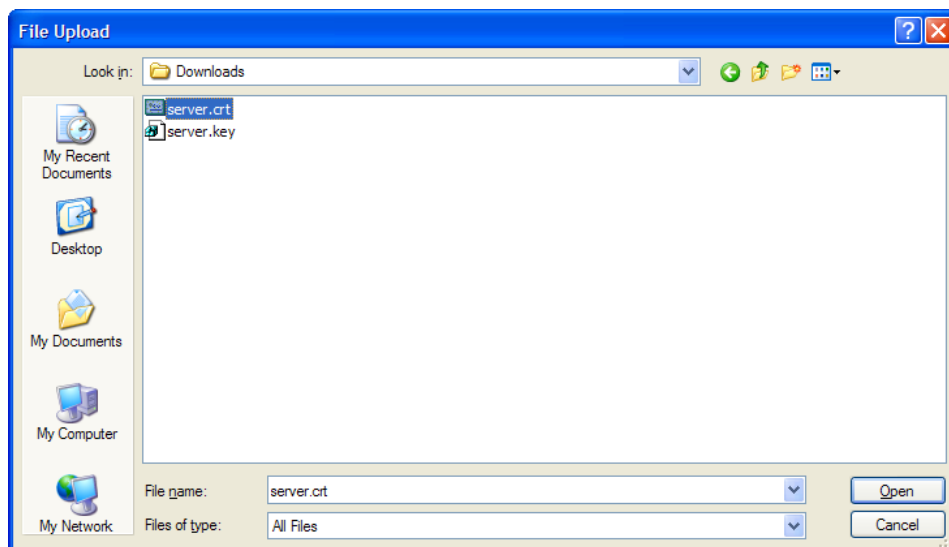 File Upload
Look in:
Downloads
server.crt
server.key
My Recent
Documents
Desktop
My Documents
My Computer
My Network
File name:
server.crt
Open
Files of type:
All Files
Cancel